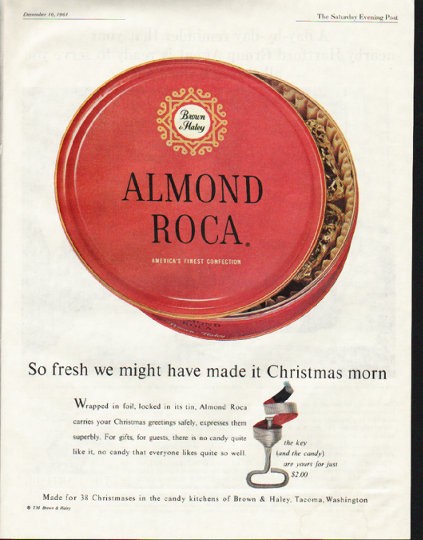 December 16, 1961
The Saturday Evening Post
Brown
& Haley
ALMOND
ROCA®
AMERICA'S FINEST CONFECTION
ROCA
So fresh we might have made it Christmas morn
Wrapped in foil, locked in its tin, Almond Roca
carries your Christmas greetings safely, expresses them
superbly. For gifts, for guests, there is no candy quite
like it, no candy that everyone likes quite so well.
the key
(and the candy)
are yours for just
$2.00
Made for 38 Christmases in the candy kitchens of Brown & Haley, Tacoma, Washington
Brown & Haley